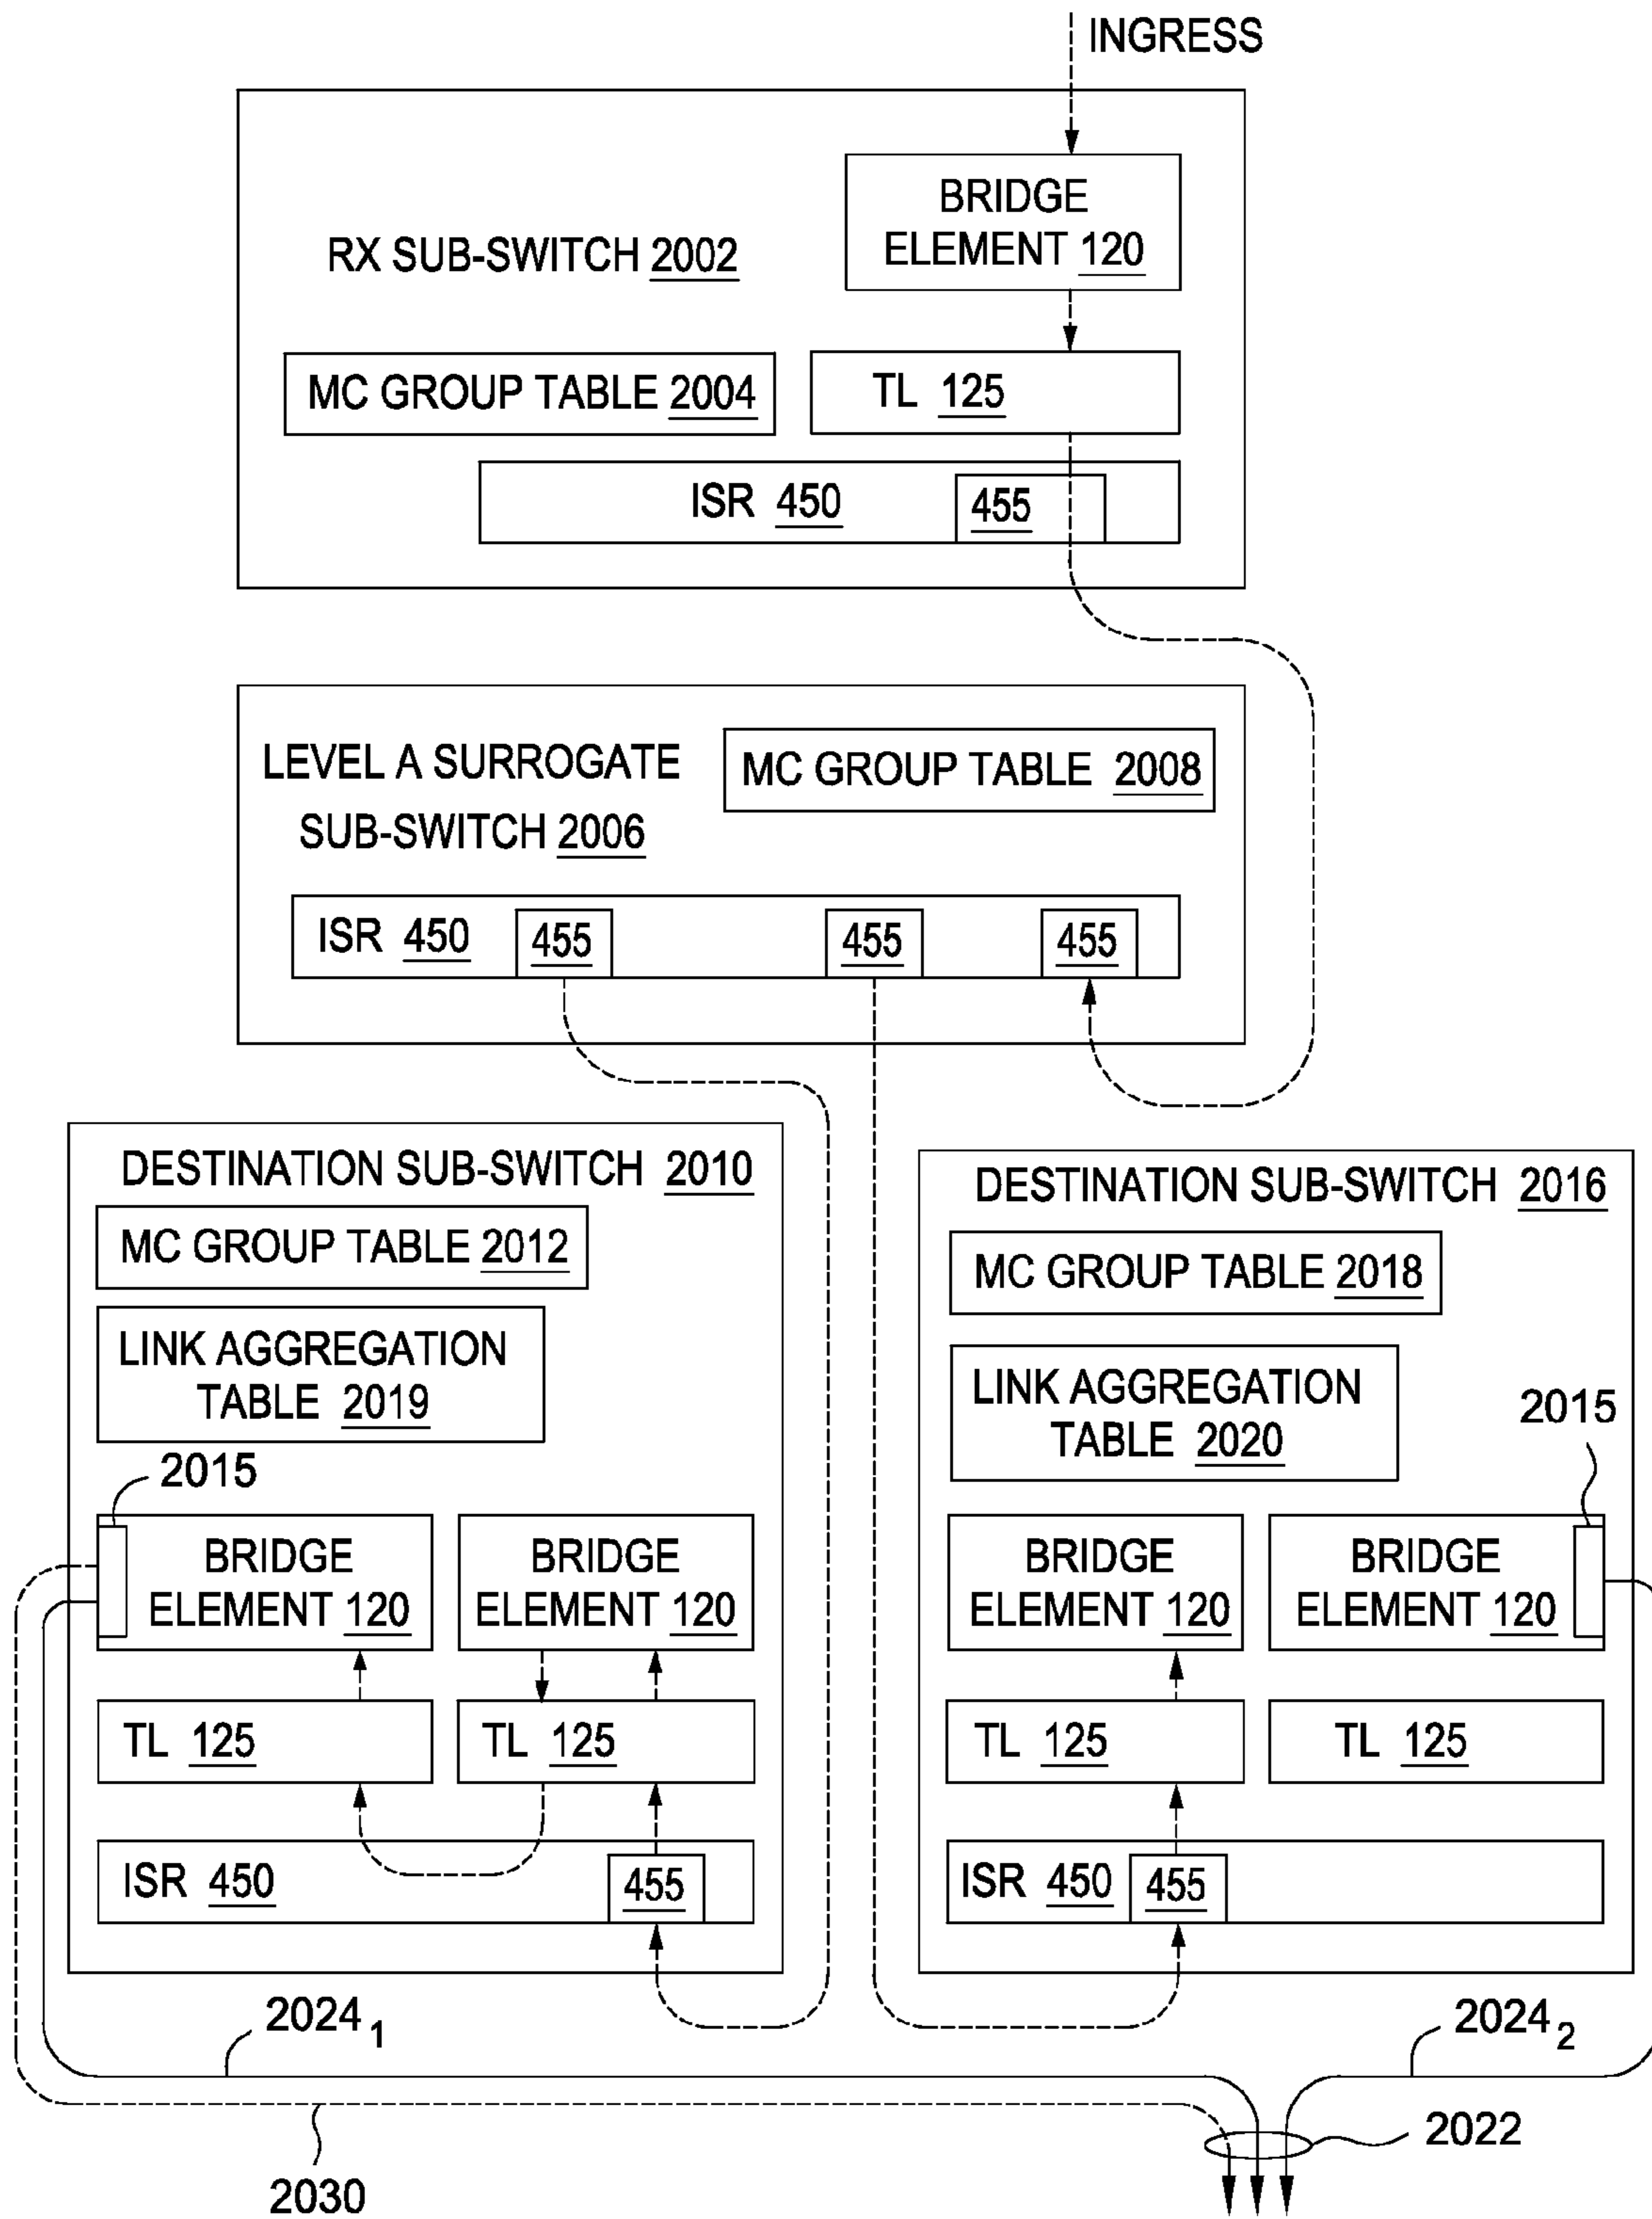 INGRESS
BRIDGE
ELEMENT 120
RX SUB-SWITCH 2002
MC GROUP TABLE 2004
TL 125
ISR 450
455
LEVEL A SURROGATE
SUB-SWITCH 2006
MC GROUP TABLE 2008
ISR 450
455
455
455
DESTINATION SUB-SWITCH 2010
MC GROUP TABLE 2012
LINK AGGREGATION
TABLE 2019
2015
BRIDGE
ELEMENT 120
BRIDGE
ELEMENT 120
TL 125
TL 125
ISR 450
455
DESTINATION SUB-SWITCH 2016
MC GROUP TABLE 2018
LINK AGGREGATION
TABLE 2020
2015
BRIDGE
ELEMENT 120
BRIDGE
ELEMENT 120
TL 125
TL 125
ISR 450
455
2024 1
2024 2
2022
2030